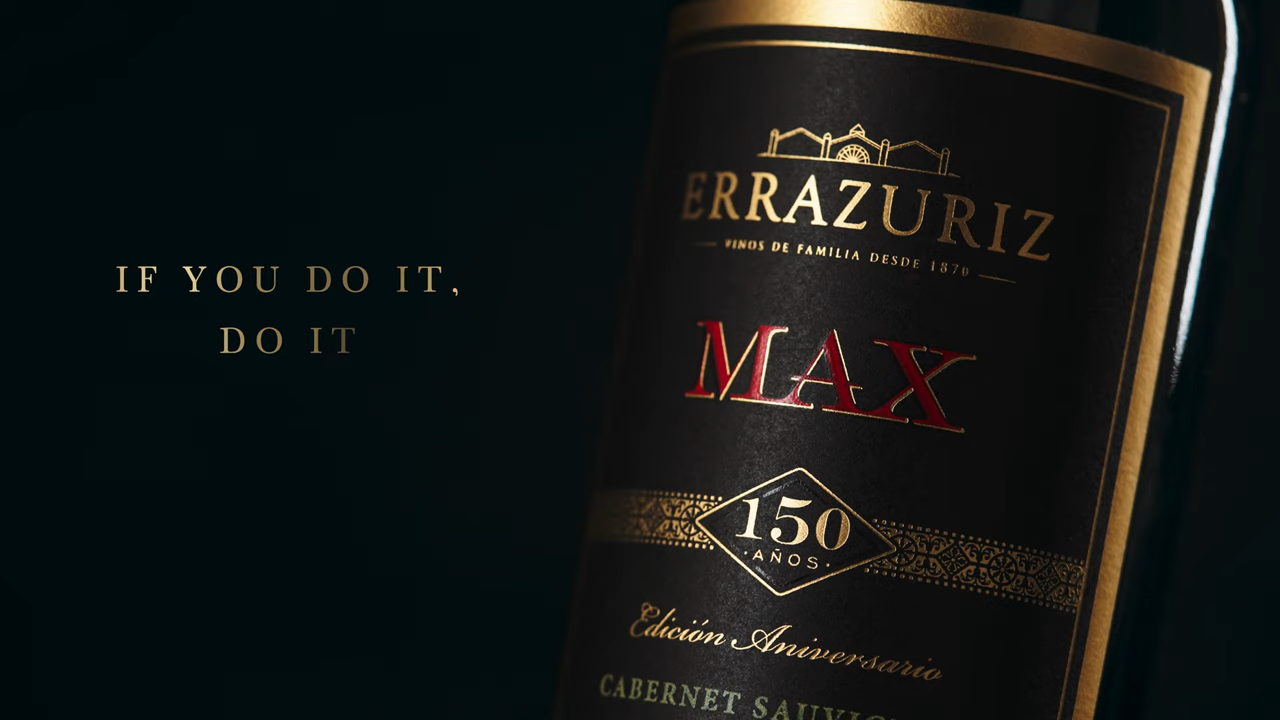 IF YOU DO IT,
DO IT
ERRAZURIZ
VINOS DE FAMILIA DESDE 1870
MAX
150
·AÑOS·
Edición Aniversario
CABERNET